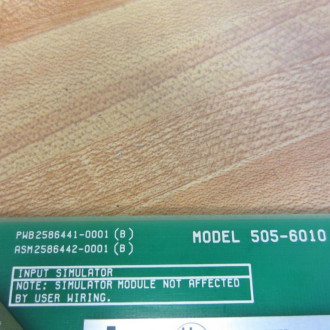 PWB2586441-0001 (B)
ASM2586442-0001 (B)
MODEL 505-6010
INPUT SIMULATOR
NOTE: SIMULATOR MODULE NOT AFFECTED
BY USER WIRING.